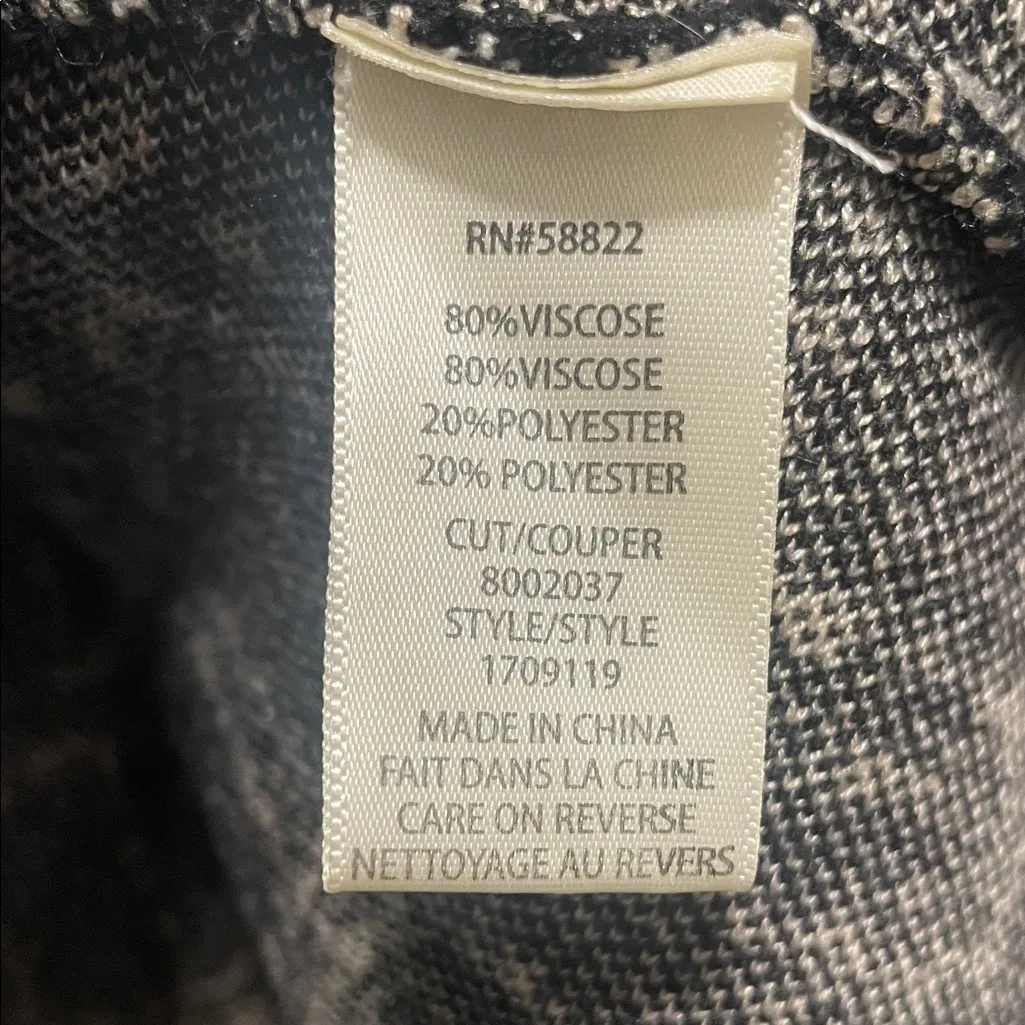 RN#58822
80%VISCOSE
80%VISCOSE
20%POLYESTER
20% POLYESTER
CUT/COUPER
8002037
STYLE/STYLE
1709119
MADE IN CHINA
FAIT DANS LA CHINE
CARE ON REVERSE
NETTOYAGE AU REVERS